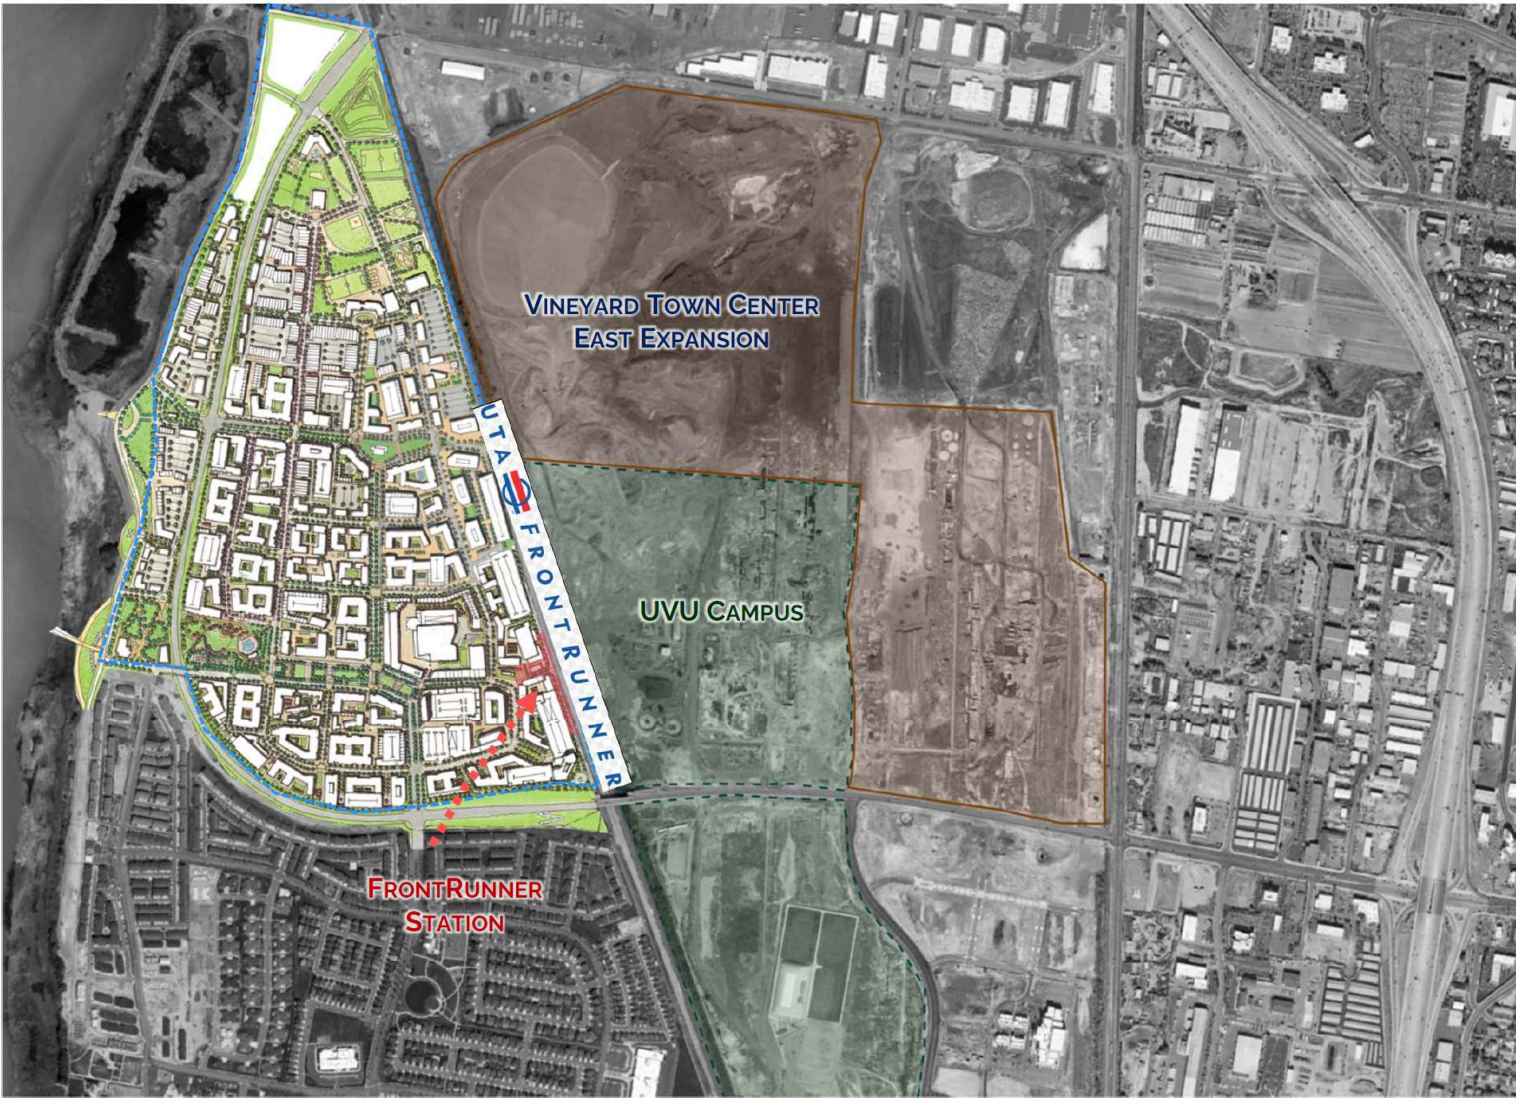 VINEYARD TOWN CENTER
EAST EXPANSION
UTA FRONTRUNNER
UVU CAMPUS
FRONTRUNNER
STATION